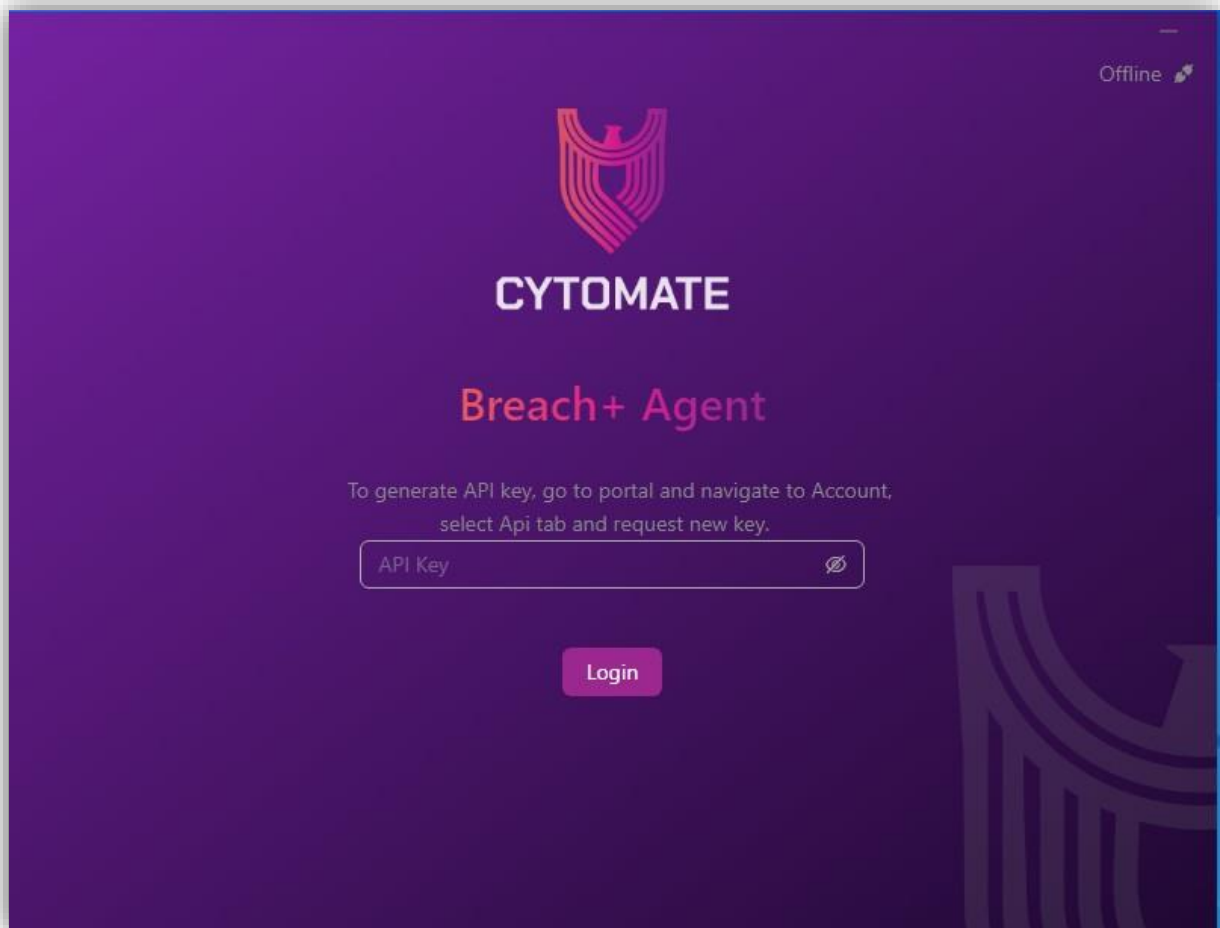 Offline
CYTOMATE
Breach+ Agent
To generate API key, go to portal and navigate to Account,
select Api tab and request new key.
API Key
Login